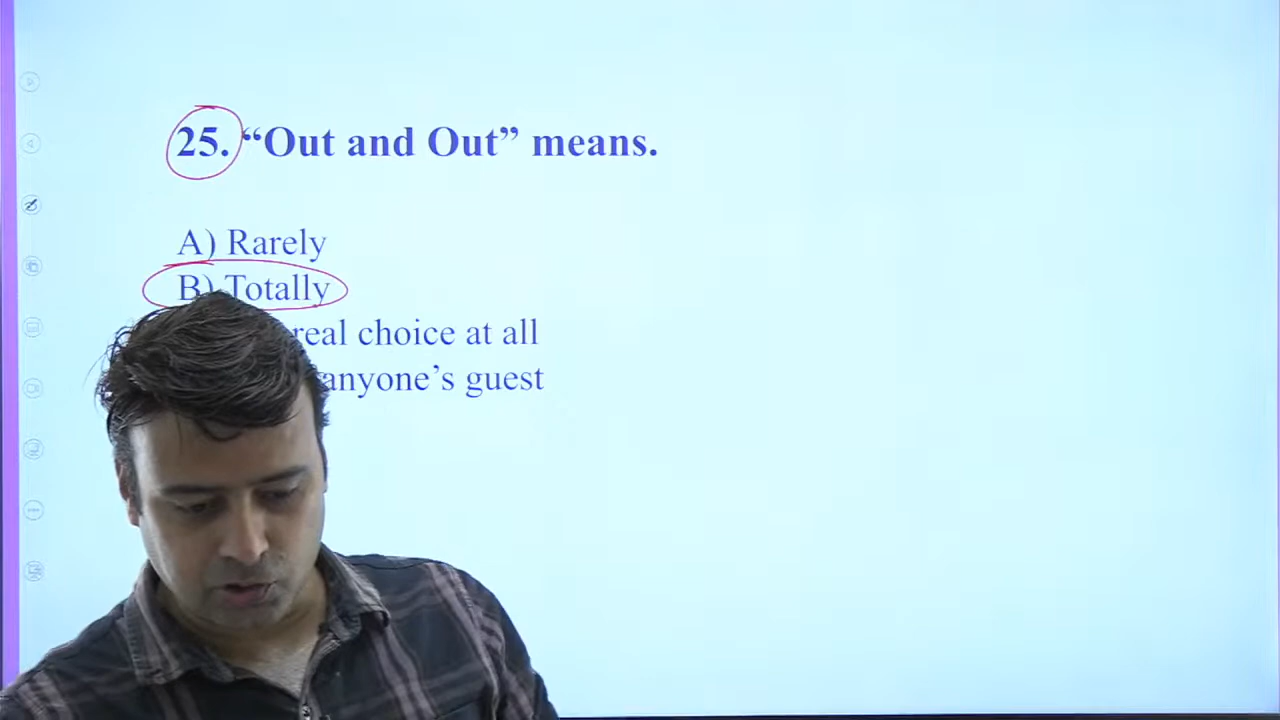 25. “Out and Out” means.
A) Rarely
B) Totally
real choice at all
anyone’s guest